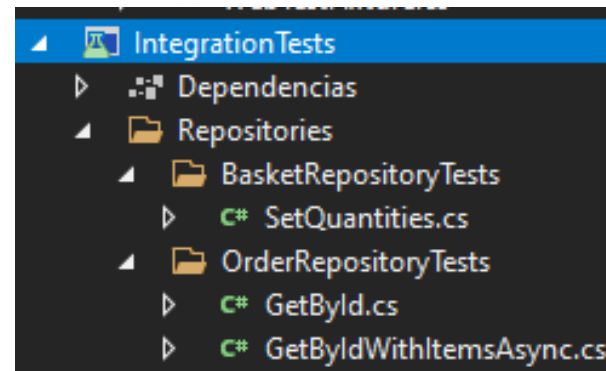 IntegrationTests
Dependencias
Repositories
BasketRepositoryTests
C# SetQuantities.cs
OrderRepositoryTests
C# GetById.cs
C# GetByIdWithItemsAsync.cs